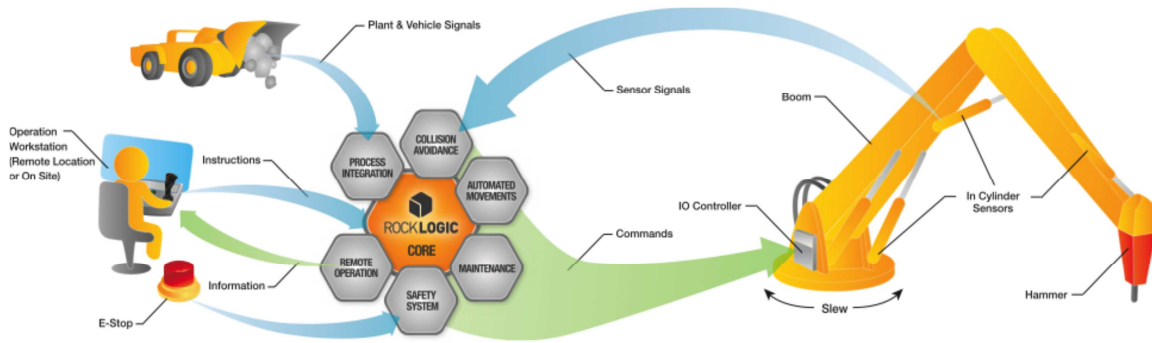 Plant & Vehicle Signals
Sensor Signals
Boom
Operation
Workstation
(Remote Location
or On Site)
Instructions
COLLISION
AVOIDANCE
PROCESS
INTEGRATION
AUTOMATED
MOVEMENTS
ROCKLOGIC
CORE
IO Controller
In Cylinder
Sensors
Commands
REMOTE
OPERATION
MAINTENANCE
Information
SAFETY
SYSTEM
E-Stop
Slew
Hammer